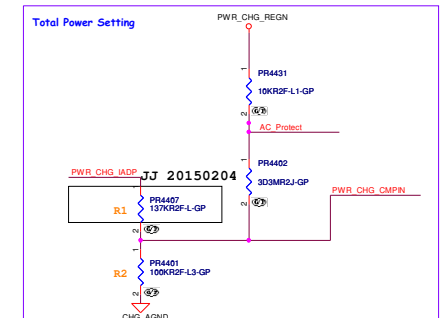 Total Power Setting
PWR_CHG_REGN
1
PR4431
10KR2F-L1-GP
2
AC_Protect
1
PR4402
3D3MR2J-GP
2
PWR_CHG_IADP
JJ 20150204
PWR_CHG_CMPIN
1
R1
PR4407
137KR2F-L-GP
2
1
R2
PR4401
100KR2F-L3-GP
2
CHG_AGND